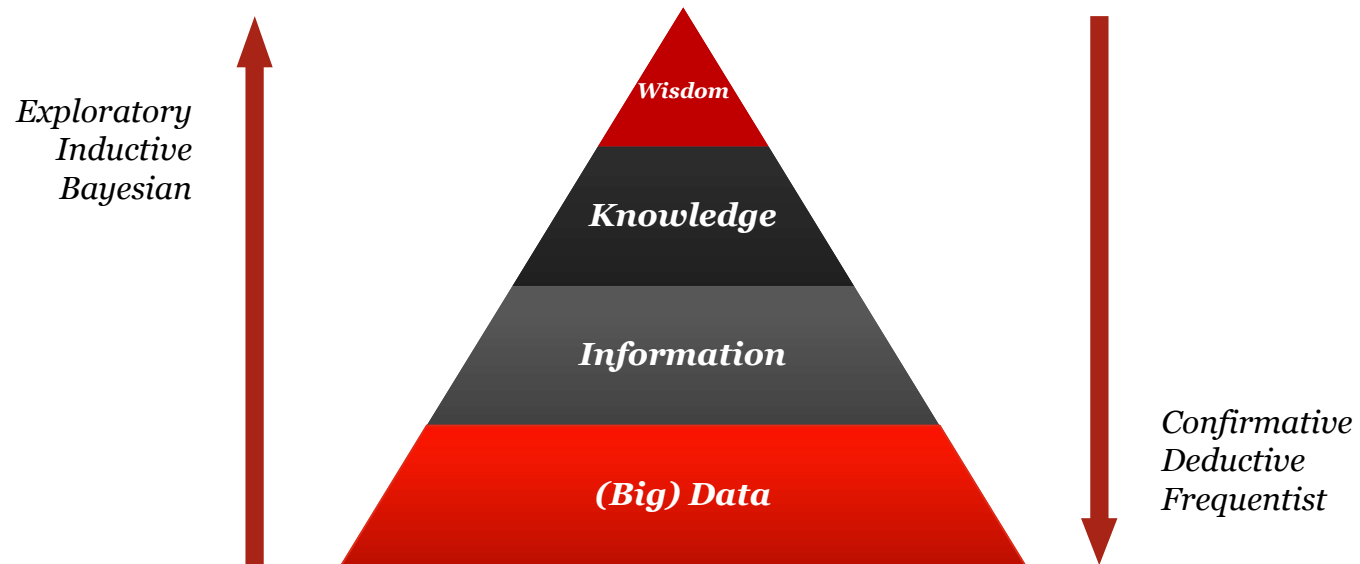 Exploratory
Inductive
Bayesian
Wisdom
Knowledge
Information
(Big) Data
Confirmative
Deductive
Frequentist